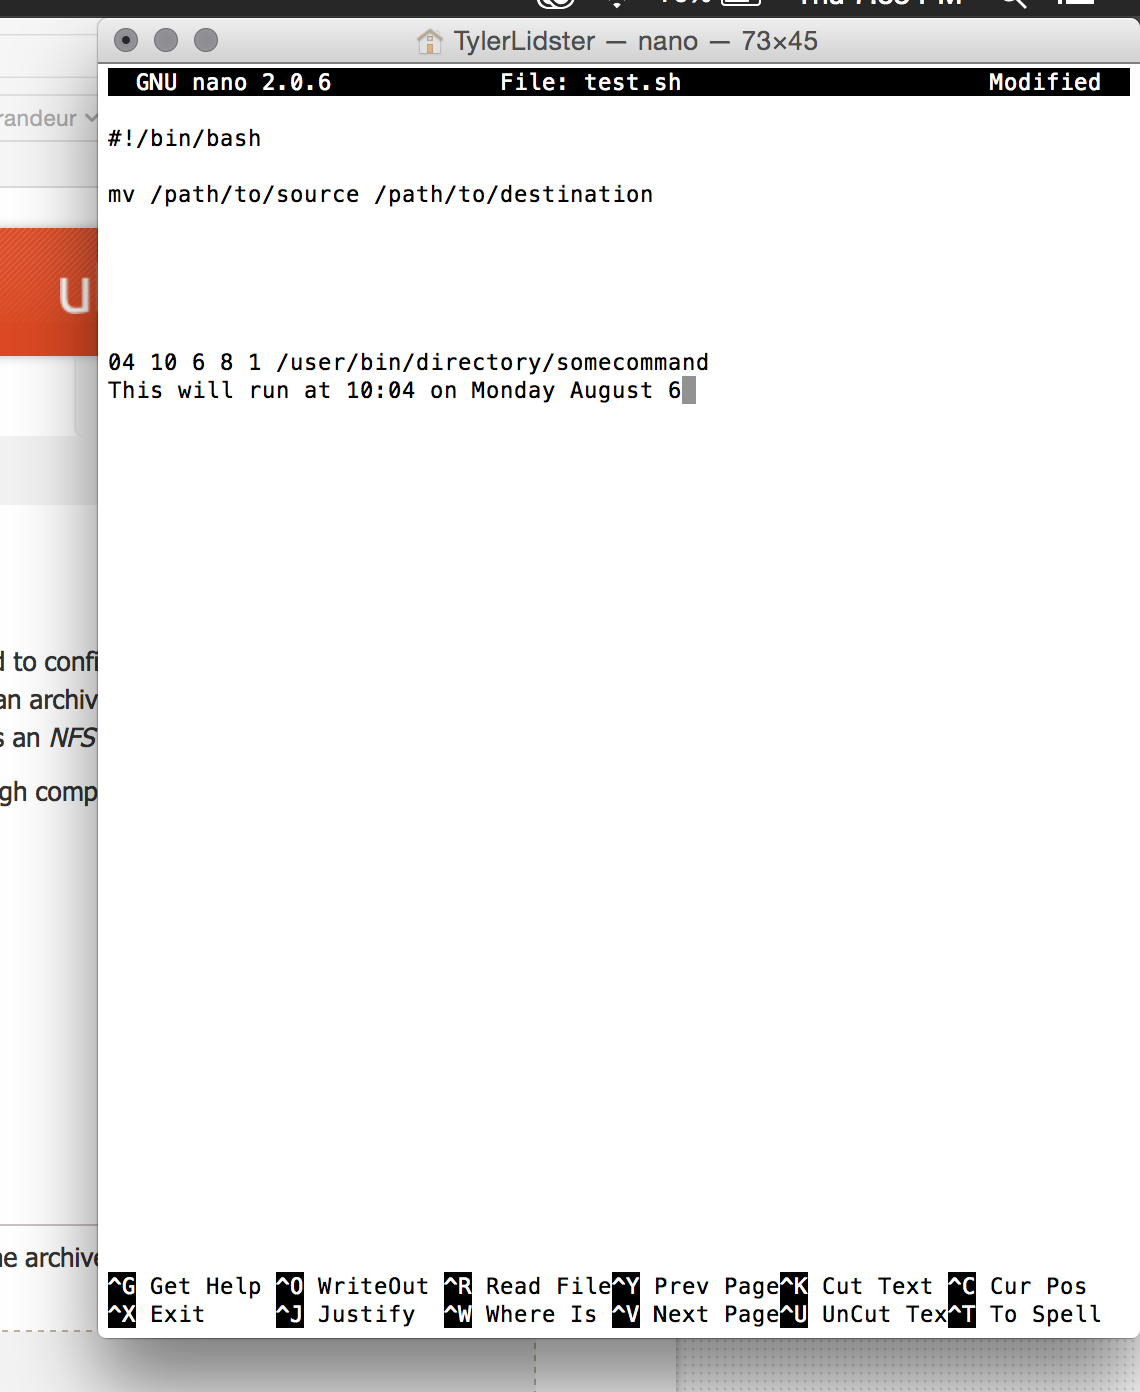 TylerLidster — nano — 73×45
GNU nano 2.0.6 File: test.sh Modified
#!/bin/bash
mv /path/to/source /path/to/destination
04 10 6 8 1 /user/bin/directory/somecommand
This will run at 10:04 on Monday August 6
^G Get Help ^O WriteOut ^R Read File ^Y Prev Page ^K Cut Text ^C Cur Pos
^X Exit ^J Justify ^W Where Is ^V Next Page ^U UnCut Tex ^T To Spell
randeur
u
d to confi
an archiv
s an NFS
gh comp
e archive